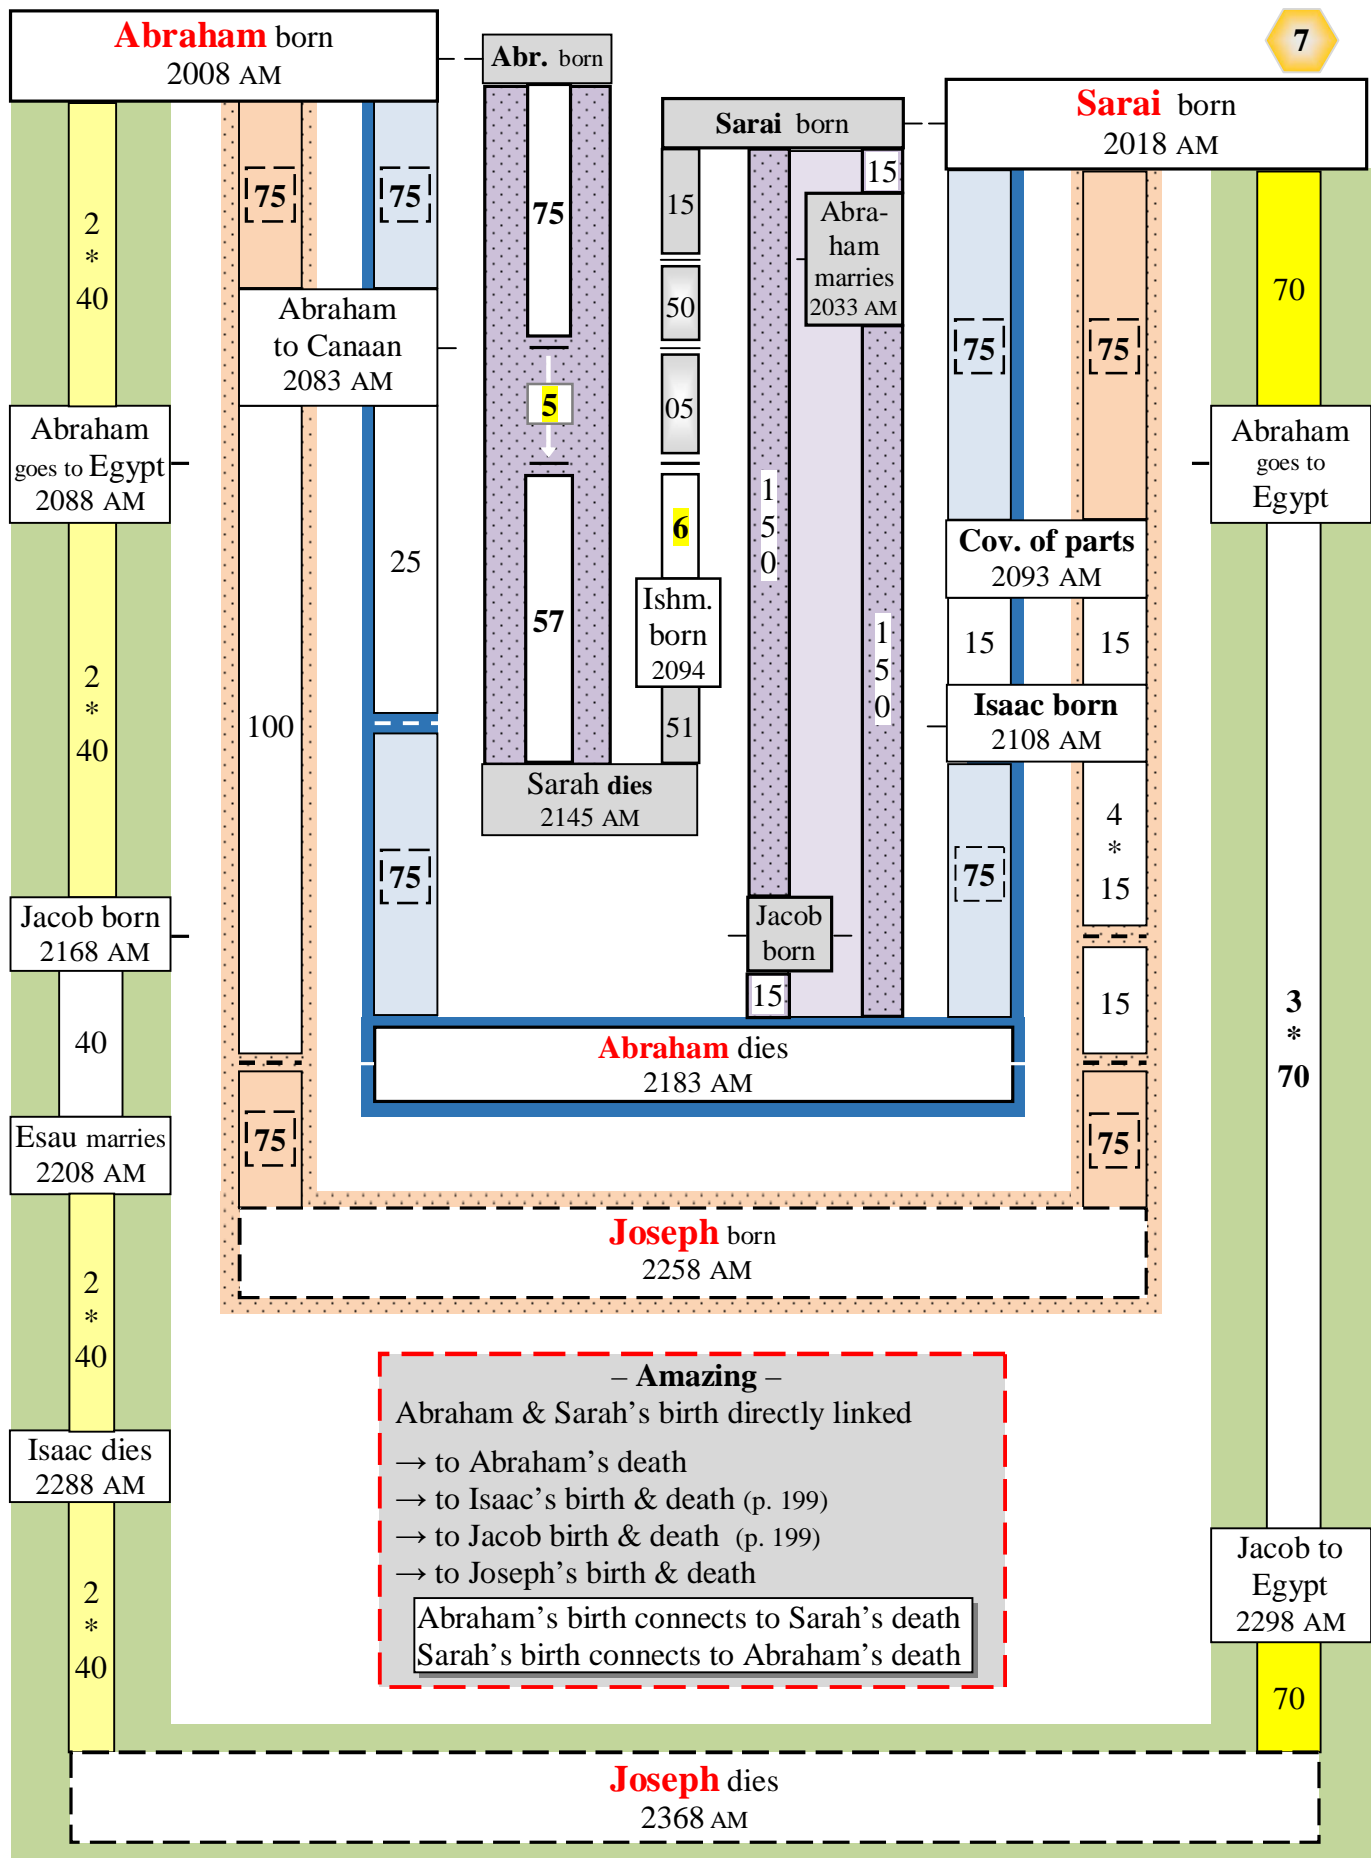 Abraham born
2008 AM
Abr. born
7
Sarai born
Sarai born
2018 AM
2
*
40
75
75
75
15
50
05
6
15
Abra-
ham
marries
2033 AM
75
75
70
Abraham
to Canaan
2083 AM
5
Abraham
goes to Egypt
2088 AM
Abraham
goes to
Egypt
25
57
1
5
0
1
5
0
Cov. of parts
2093 AM
Ishm.
born
2094
15
15
2
*
40
100
51
Isaac born
2108 AM
Sarah dies
2145 AM
75
75
4
*
15
Jacob born
2168 AM
Jacob
born
15
15
40
3
*
70
Abraham dies
2183 AM
Esau marries
2208 AM
75
75
Joseph born
2258 AM
2
*
40
– Amazing –
Abraham & Sarah’s birth directly linked
→ to Abraham’s death
→ to Isaac’s birth & death (p. 199)
→ to Jacob birth & death (p. 199)
→ to Joseph’s birth & death
Abraham’s birth connects to Sarah’s death
Sarah’s birth connects to Abraham’s death
Isaac dies
2288 AM
Jacob to
Egypt
2298 AM
2
*
40
70
Joseph dies
2368 AM